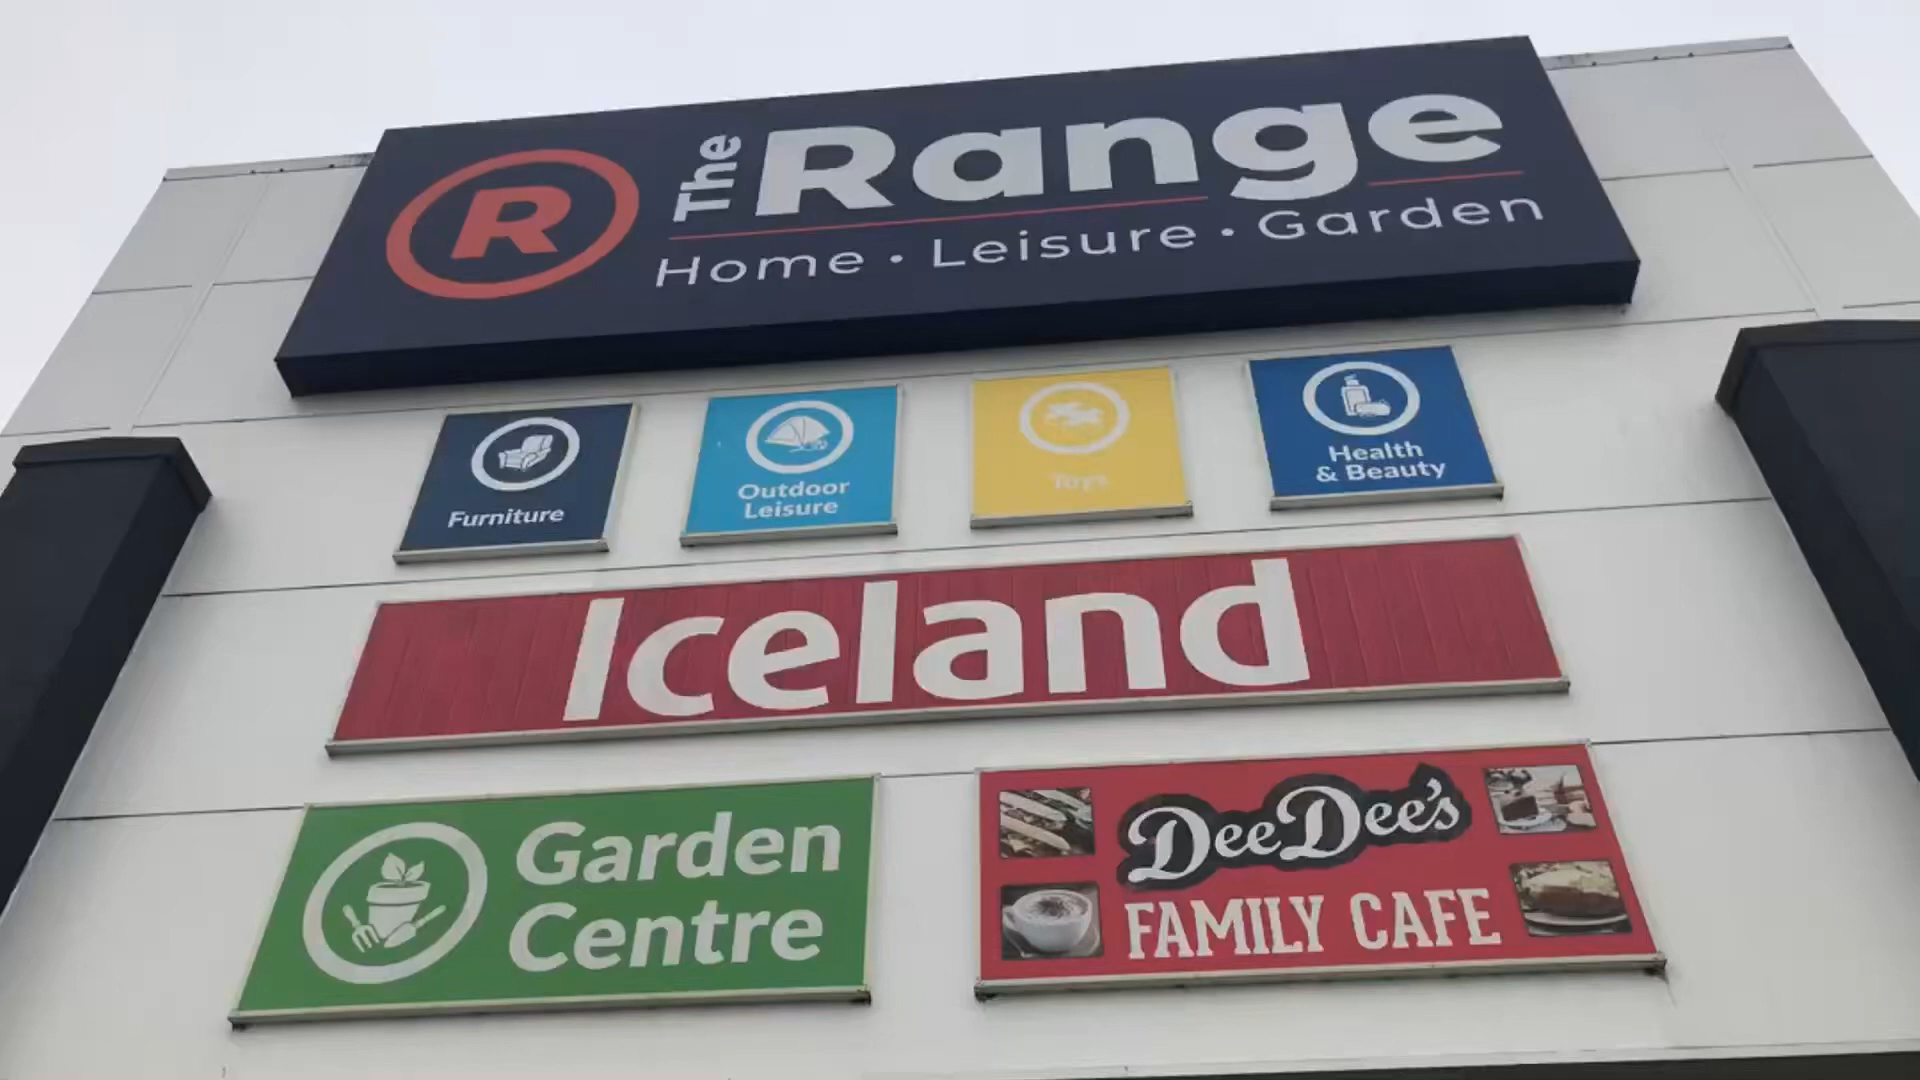 R The Range
Home · Leisure · Garden
Furniture
Outdoor
Leisure
Toys
Health
& Beauty
Iceland
Garden
Centre
DeeDee's
FAMILY CAFE